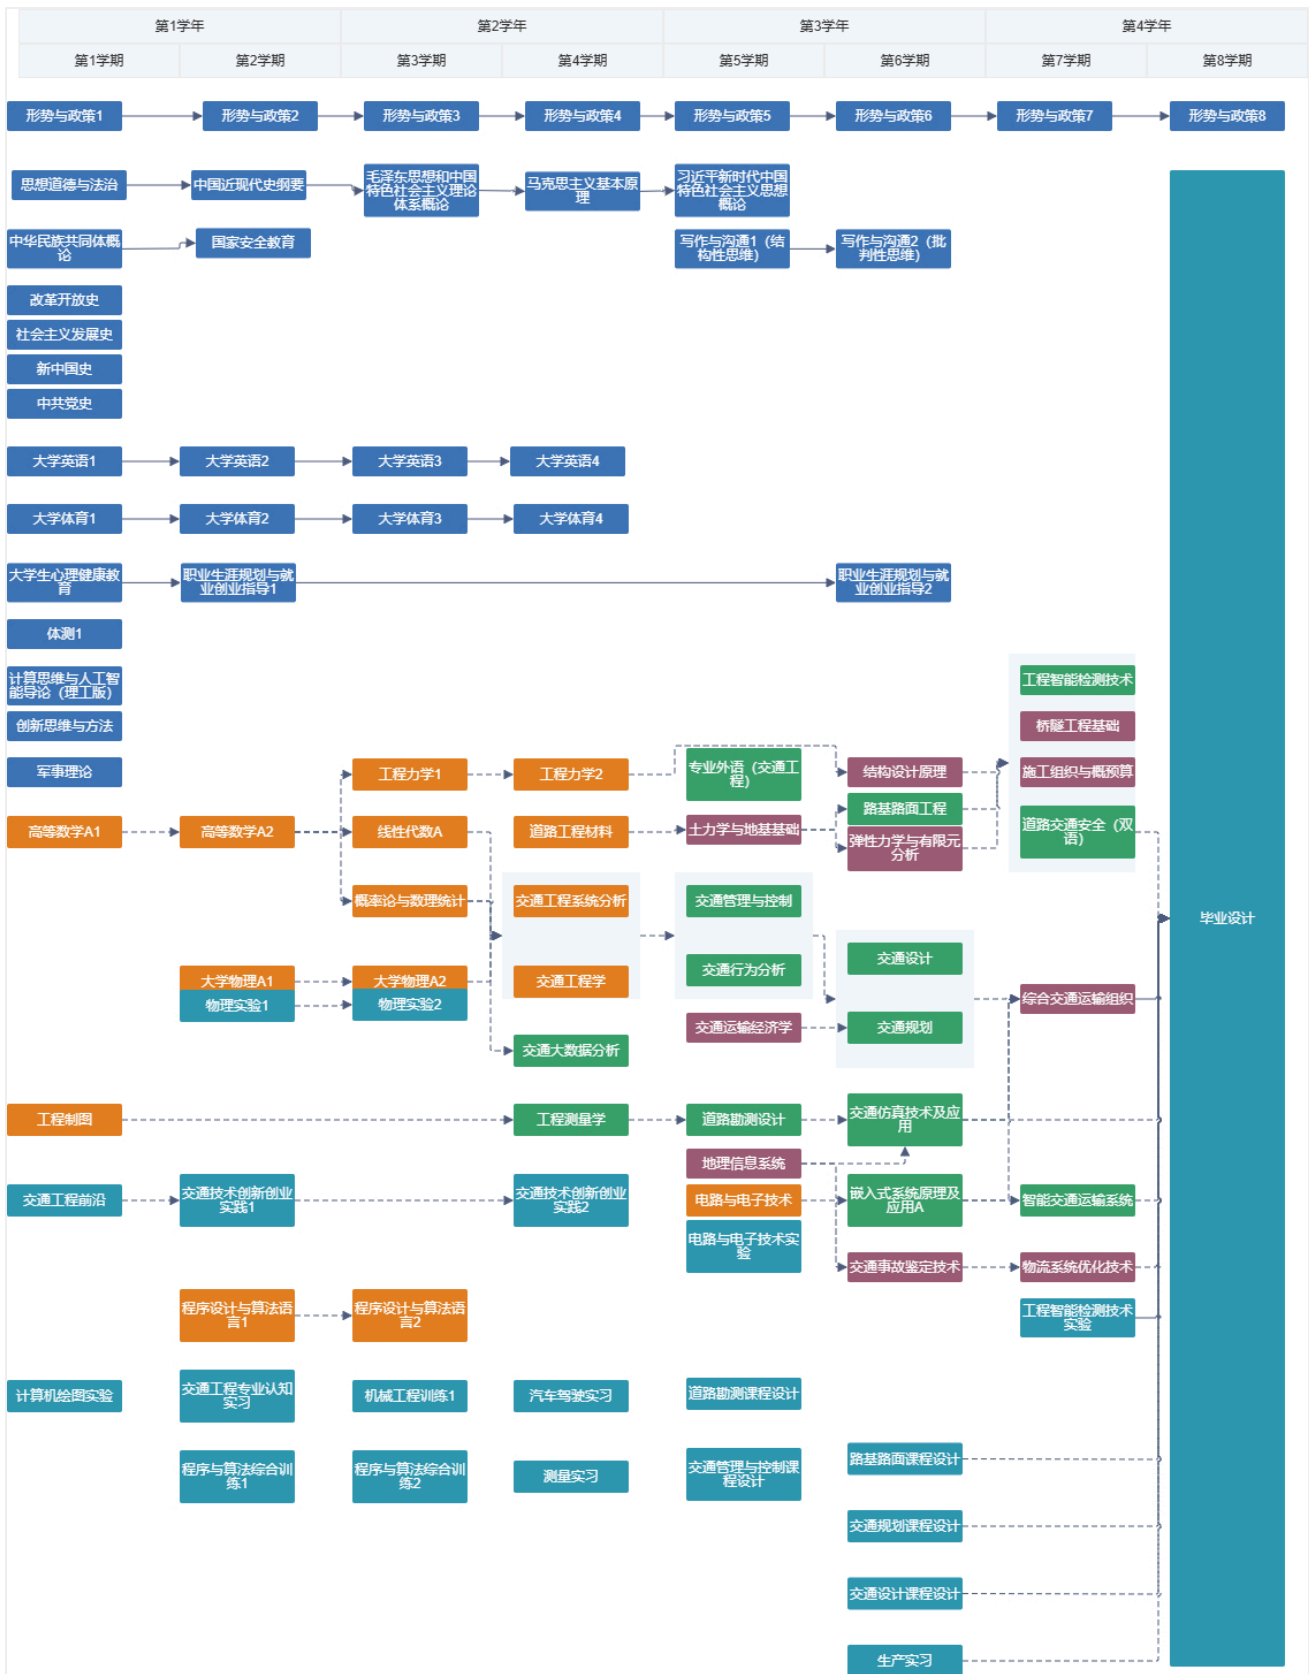 第1学年
第2学年
第3学年
第4学年
第1学期
第2学期
第3学期
第4学期
第5学期
第6学期
第7学期
第8学期
形势与政策1
形势与政策2
形势与政策3
形势与政策4
形势与政策5
形势与政策6
形势与政策7
形势与政策8
思想道德与法治
中国近现代史纲要
毛泽东思想和中国
特色社会主义理论
体系概论
马克思主义基本原
理
习近平新时代中国
特色社会主义思想
概论
中华民族共同体概
论
国家安全教育
写作与沟通1（结
构性思维）
写作与沟通2（批
判性思维）
改革开放史
社会主义发展史
新中国史
中共党史
大学英语1
大学英语2
大学英语3
大学英语4
大学体育1
大学体育2
大学体育3
大学体育4
大学生心理健康教
育
职业生涯规划与就
业创业指导1
职业生涯规划与就
业创业指导2
体测1
计算思维与人工智
能导论（理工版）
工程智能检测技术
创新思维与方法
桥隧工程基础
军事理论
工程力学1
工程力学2
专业外语（交通工
程）
结构设计原理
施工组织与概预算
路基路面工程
高等数学A1
高等数学A2
线性代数A
道路工程材料
土力学与地基基础
弹性力学与有限元
分析
道路交通安全（双
语）
概率论与数理统计
交通工程系统分析
交通管理与控制
毕业设计
交通设计
大学物理A1
大学物理A2
交通工程学
交通行为分析
物理实验1
物理实验2
综合交通运输组织
交通运输经济学
交通规划
交通大数据分析
工程制图
工程测量学
道路勘测设计
交通仿真技术及应
用
地理信息系统
交通工程前沿
交通技术创新创业
实践1
交通技术创新创业
实践2
电路与电子技术
嵌入式系统原理及
应用A
智能交通运输系统
电路与电子技术实
验
交通事故鉴定技术
物流系统优化技术
程序设计与算法语
言1
程序设计与算法语
言2
工程智能检测技术
实验
计算机绘图实验
交通工程专业认知
实习
机械工程训练1
汽车驾驶实习
道路勘测课程设计
程序与算法综合训
练1
程序与算法综合训
练2
测量实习
交通管理与控制课
程设计
路基路面课程设计
交通规划课程设计
交通设计课程设计
生产实习